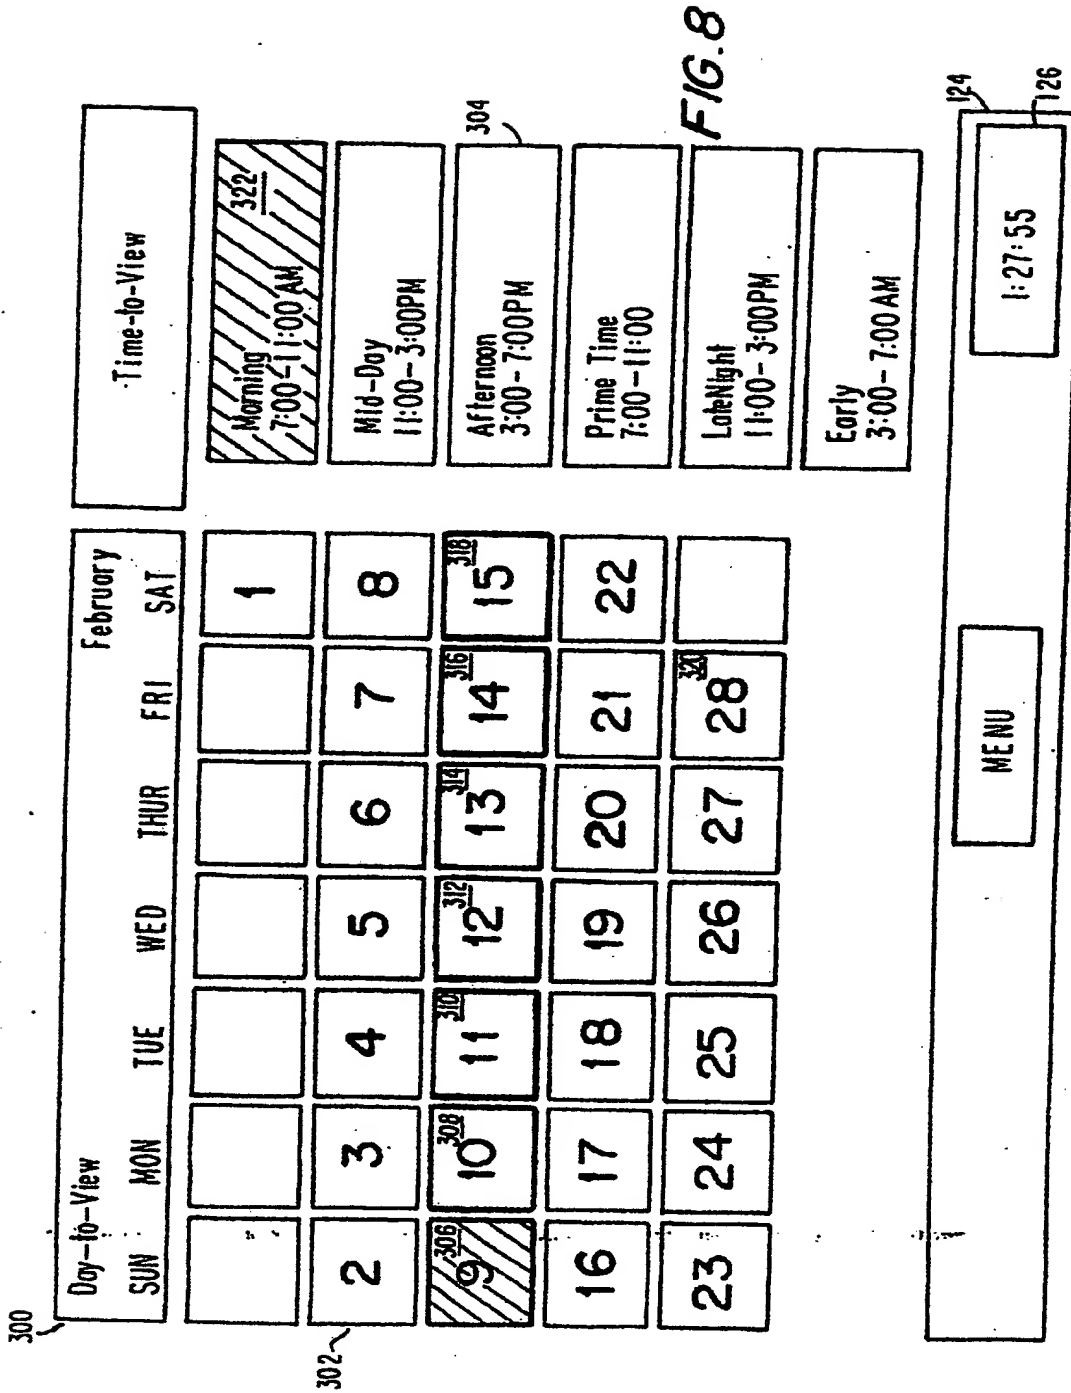 300
Day-to-View February
SUN MON TUE WED THUR FRI SAT
1
302
2 3 4 5 6 7 8
306 308 310 312 314 316 318
9 10 11 12 13 14 15
16 17 18 19 20 21 22
320
23 24 25 26 27 28
Time-to-View
322
Morning
7:00-11:00 AM
Mid-Day
11:00-3:00PM
304
Afternoon
3:00-7:00PM
Prime Time
7:00-11:00
LateNight
11:00-3:00PM
Early
3:00-7:00AM
FIG.8
124
MENU
1:27:55
126